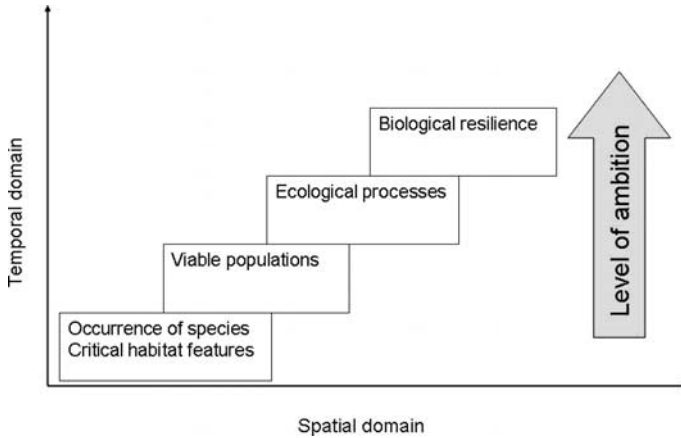 Biological resilience
Ecological processes
Viable populations
Occurrence of species
Critical habitat features
Level of ambition
Temporal domain
Spatial domain